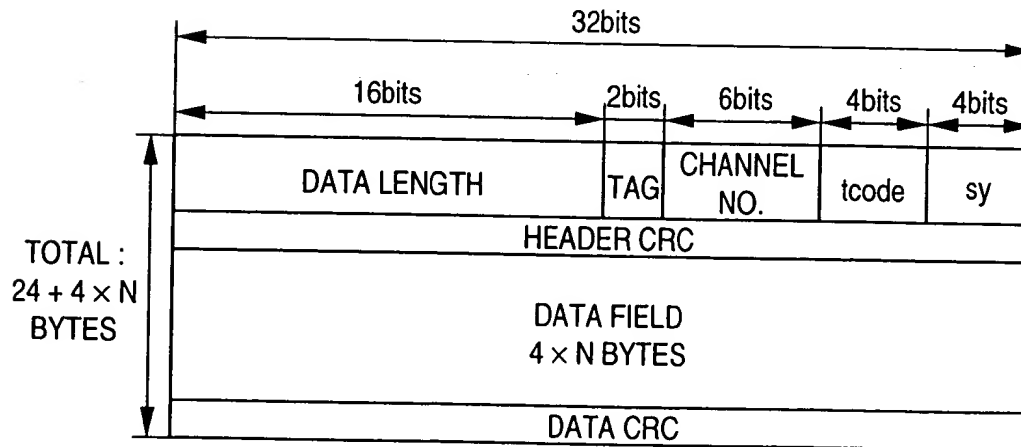 32bits
16bits
2bits
6bits
4bits
4bits
DATA LENGTH
TAG
CHANNEL
NO.
tcode
sy
HEADER CRC
TOTAL :
24 + 4 × N
BYTES
DATA FIELD
4 × N BYTES
DATA CRC